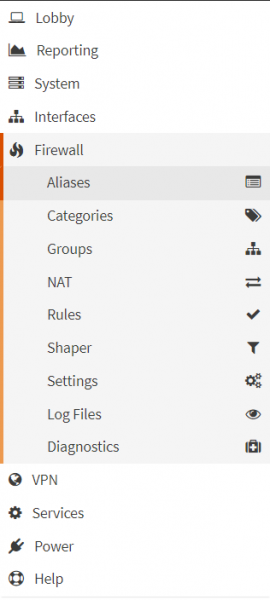 Lobby
Reporting
System
Interfaces
Firewall
Aliases
Categories
Groups
NAT
Rules
Shaper
Settings
Log Files
Diagnostics
VPN
Services
Power
Help